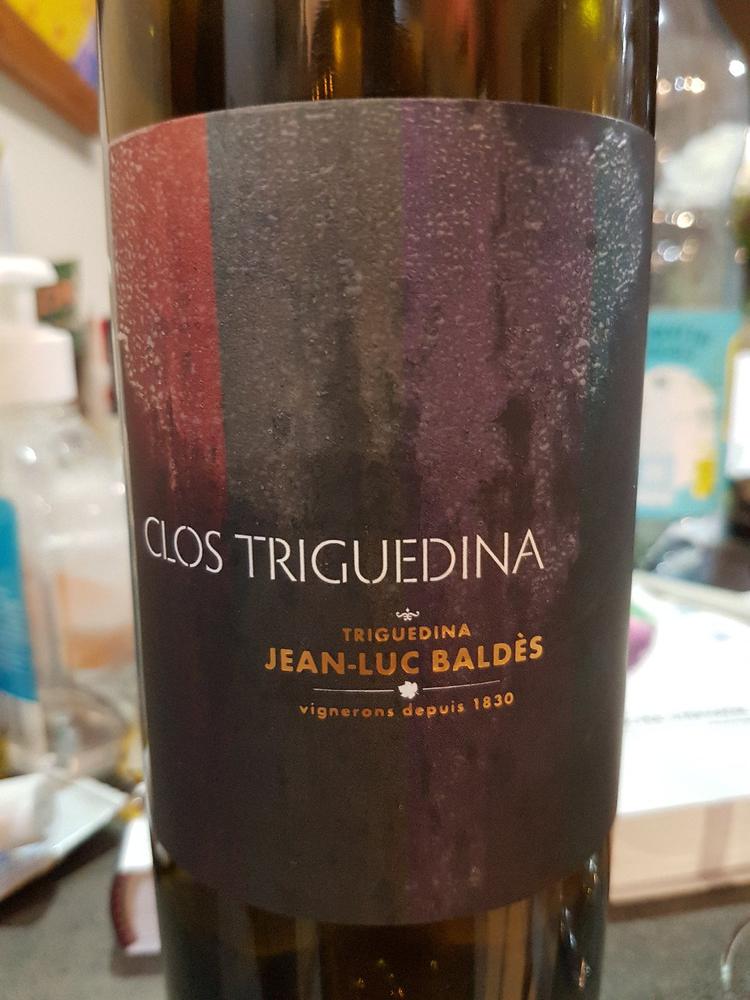 CLOS TRIGUEDINA
TRIGUEDINA
JEAN-LUC BALDÈS
vignerons depuis 1830